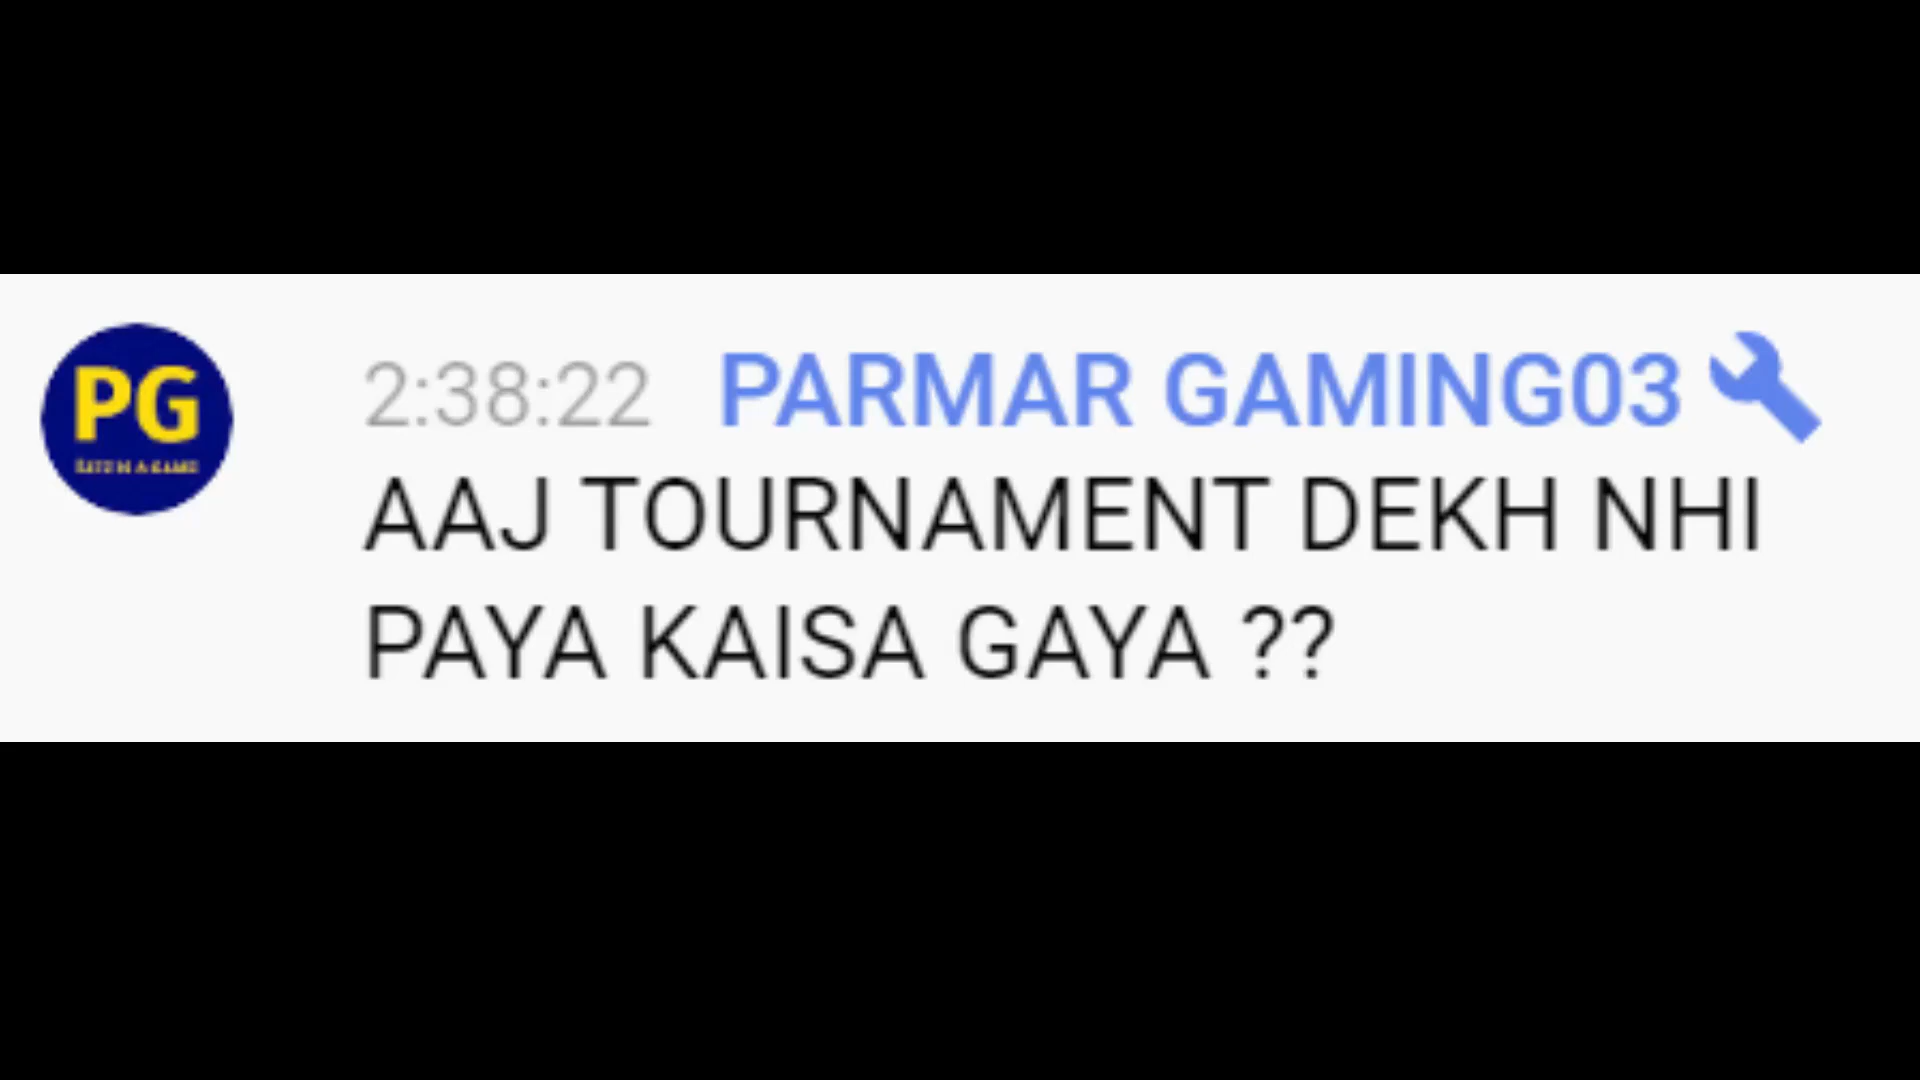 PG
2:38:22 PARMAR GAMING03
AAJ TOURNAMENT DEKH NHI
PAYA KAISA GAYA ??